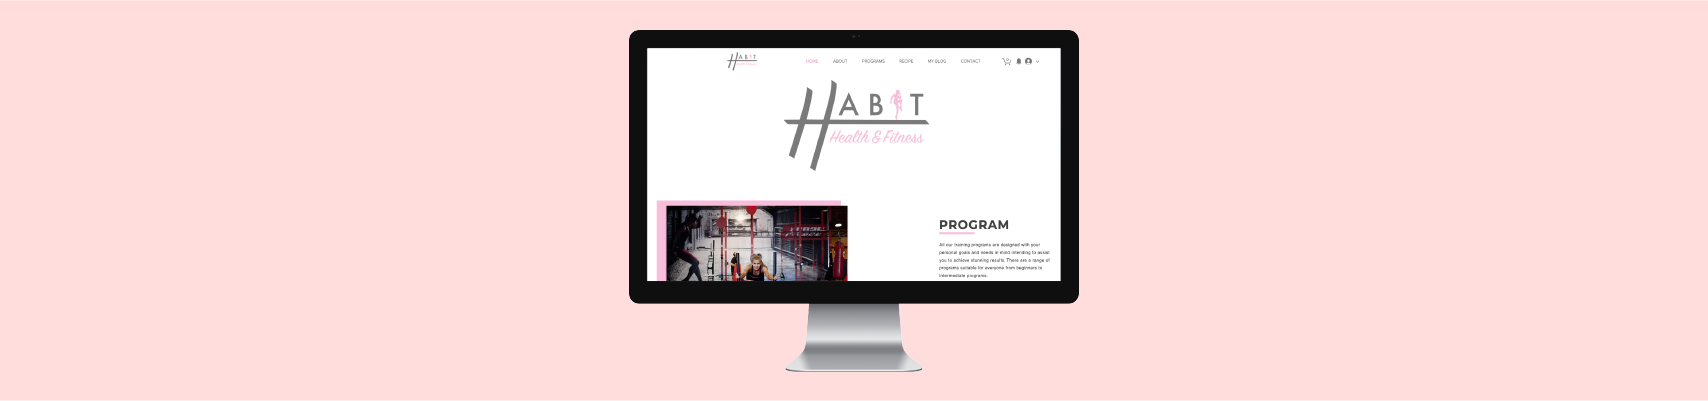 HABIT
HOME ABOUT PROGRAMS RECIPE MY BLOG CONTACT
HABIT
Health & Fitness
PROGRAM
All our training programs are designed with your
personal goals and needs in mind intending to assist
you to achieve stunning results. There are a range of
programs suitable for everyone from beginners to
intermediate programs.